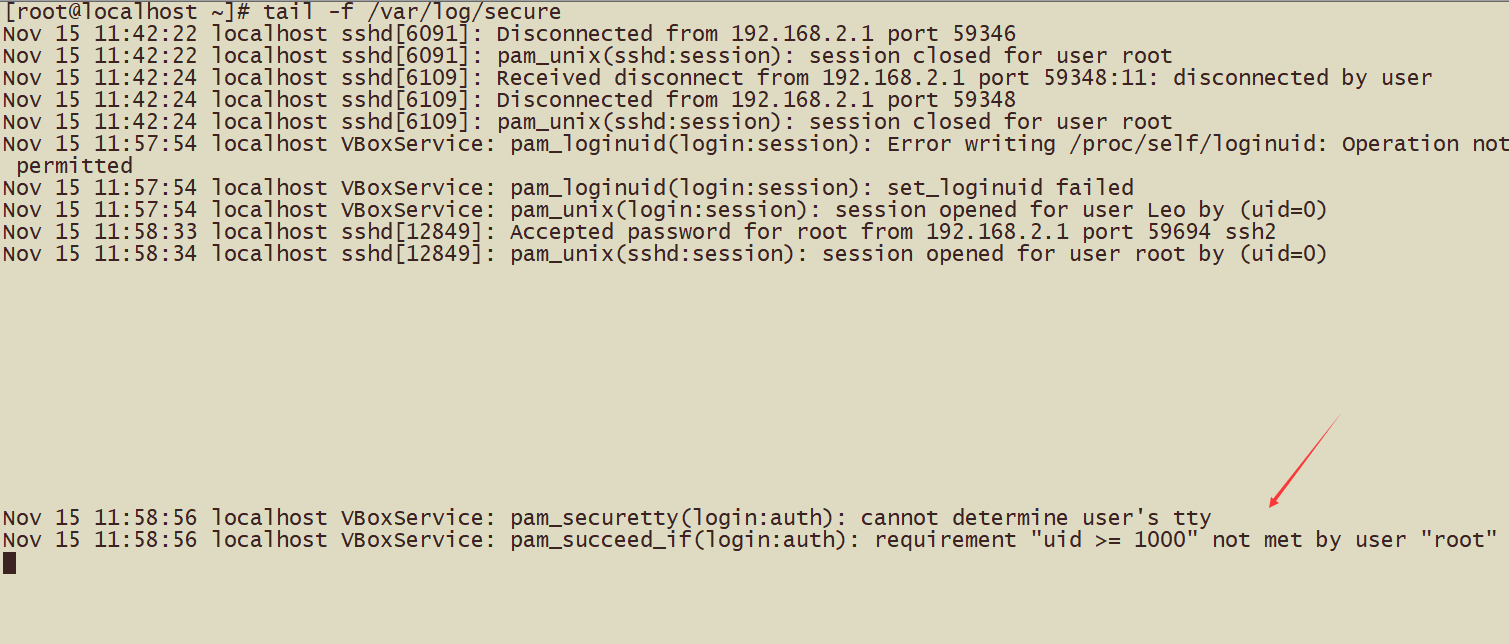 [root@localhost ~]# tail -f /var/log/secure
Nov 15 11:42:22 localhost sshd[6091]: Disconnected from 192.168.2.1 port 59346
Nov 15 11:42:22 localhost sshd[6091]: pam_unix(sshd:session): session closed for user root
Nov 15 11:42:24 localhost sshd[6109]: Received disconnect from 192.168.2.1 port 59348:11: disconnected by user
Nov 15 11:42:24 localhost sshd[6109]: Disconnected from 192.168.2.1 port 59348
Nov 15 11:42:24 localhost sshd[6109]: pam_unix(sshd:session): session closed for user root
Nov 15 11:57:54 localhost VBoxService: pam_loginuid(login:session): Error writing /proc/self/loginuid: Operation not
 permitted
Nov 15 11:57:54 localhost VBoxService: pam_loginuid(login:session): set_loginuid failed
Nov 15 11:57:54 localhost VBoxService: pam_unix(login:session): session opened for user Leo by (uid=0)
Nov 15 11:58:33 localhost sshd[12849]: Accepted password for root from 192.168.2.1 port 59694 ssh2
Nov 15 11:58:34 localhost sshd[12849]: pam_unix(sshd:session): session opened for user root by (uid=0)
Nov 15 11:58:56 localhost VBoxService: pam_securetty(login:auth): cannot determine user's tty
Nov 15 11:58:56 localhost VBoxService: pam_succeed_if(login:auth): requirement "uid >= 1000" not met by user "root"